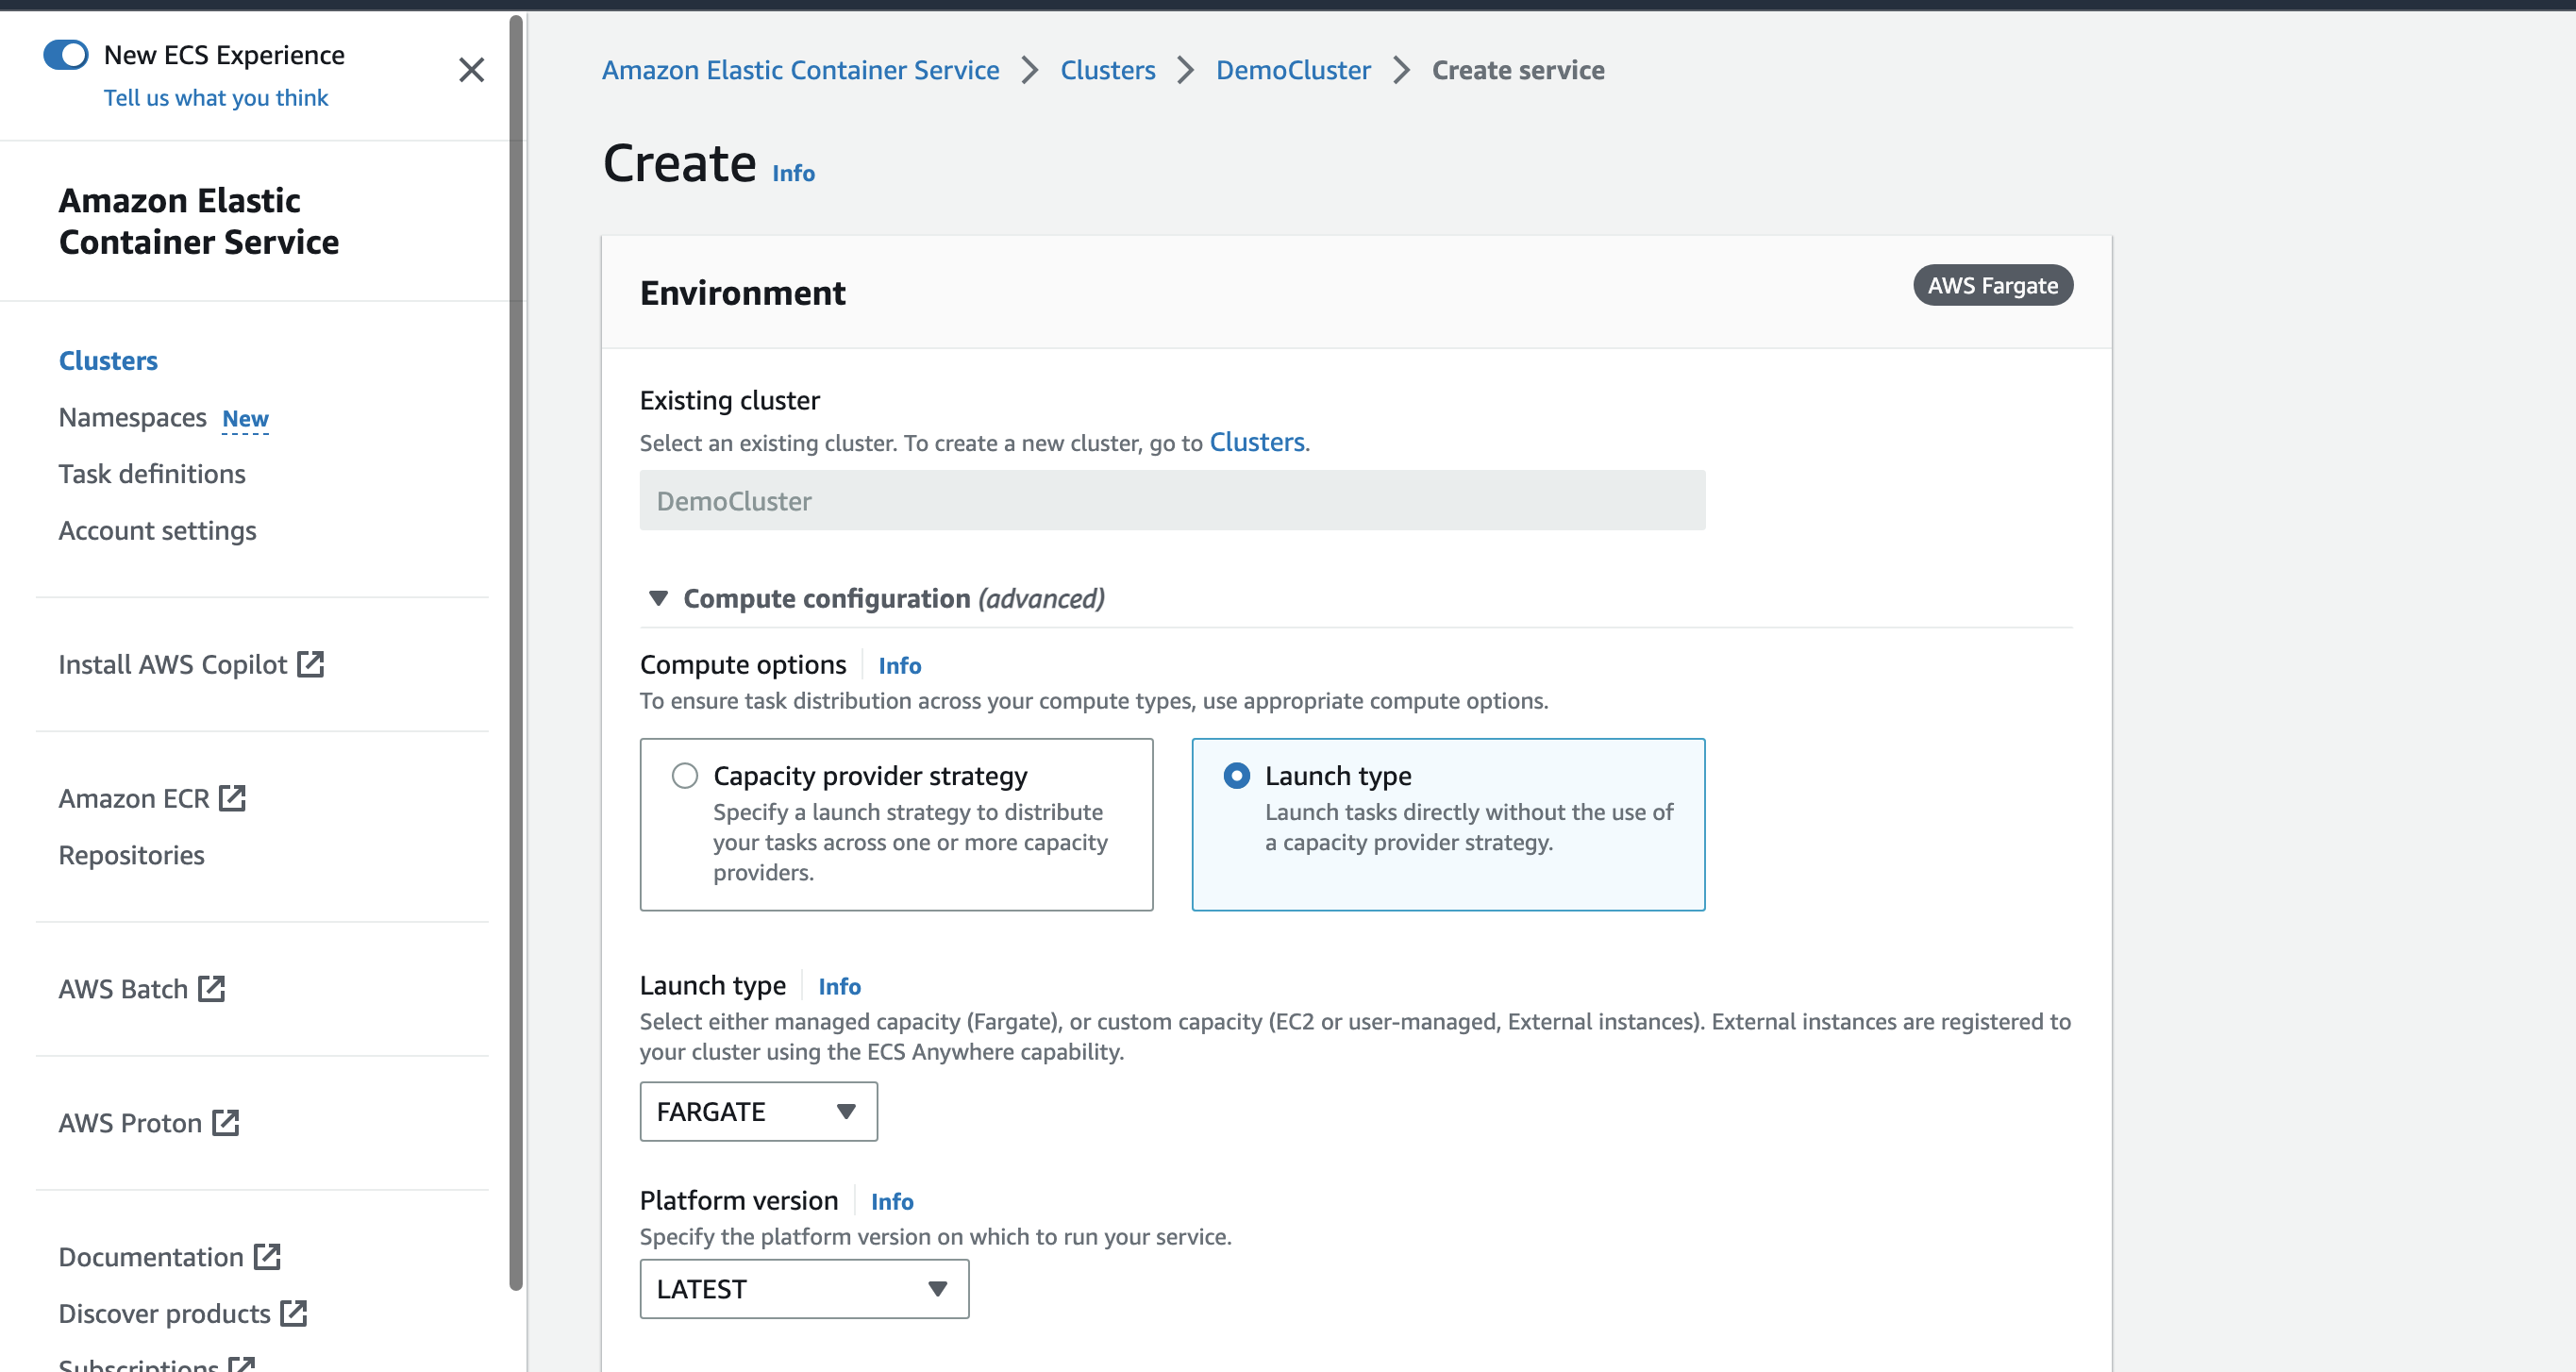 New ECS Experience
Tell us what you think
Amazon Elastic
Container Service
Clusters
Namespaces New
Task definitions
Account settings
Install AWS Copilot
Amazon ECR
Repositories
AWS Batch
AWS Proton
Documentation
Discover products
Subscriptions
Amazon Elastic Container Service > Clusters > DemoCluster > Create service
Create Info
Environment
AWS Fargate
Existing cluster
Select an existing cluster. To create a new cluster, go to Clusters.
DemoCluster
Compute configuration (advanced)
Compute options Info
To ensure task distribution across your compute types, use appropriate compute options.
Capacity provider strategy
Specify a launch strategy to distribute
your tasks across one or more capacity
providers.
Launch type
Launch tasks directly without the use of
a capacity provider strategy.
Launch type Info
Select either managed capacity (Fargate), or custom capacity (EC2 or user-managed, External instances). External instances are registered to
your cluster using the ECS Anywhere capability.
FARGATE
Platform version Info
Specify the platform version on which to run your service.
LATEST